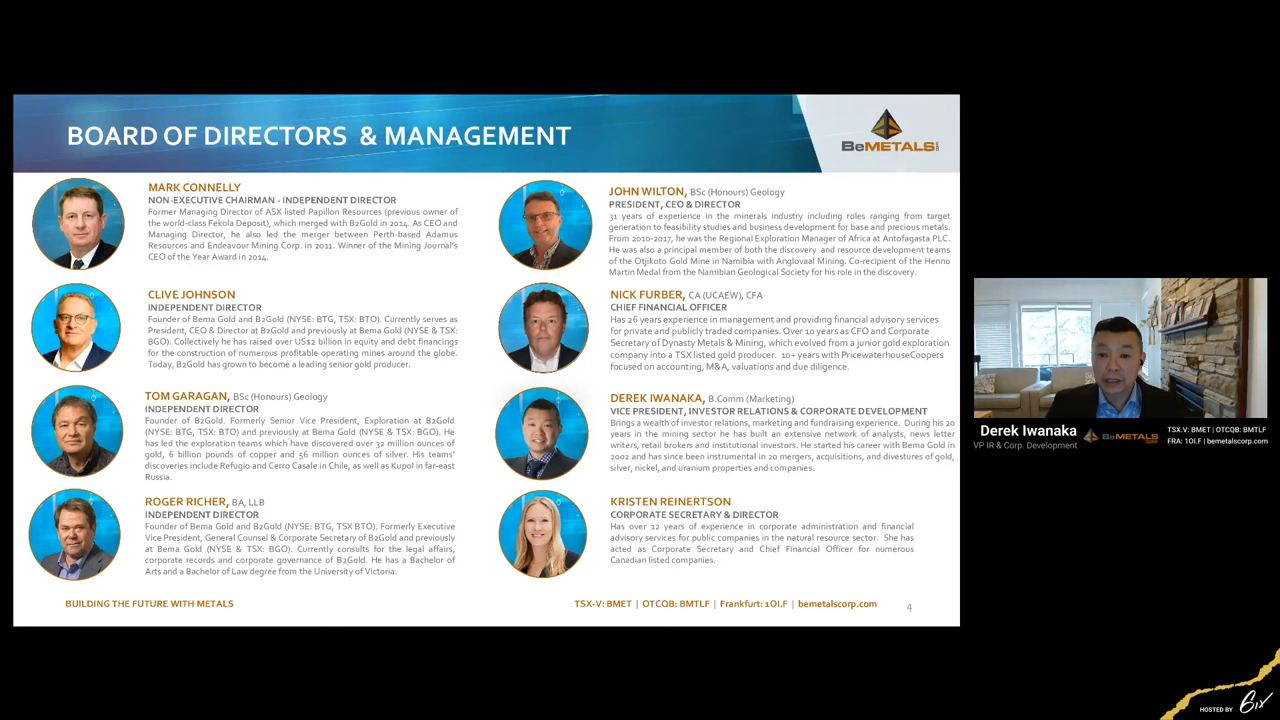 BOARD OF DIRECTORS & MANAGEMENT
BeMETALS
MARK CONNELLY
NON-EXECUTIVE CHAIRMAN - INDEPENDENT DIRECTOR
Former Managing Director of ASX listed Papillon Resources (previous owner of
the world-class Fekola Deposit), which merged with B2Gold in 2014. As CEO and
Managing Director, he also led the merger between Perth-based Adamus
Resources and Endeavour Mining Corp. in 2011. Winner of the Mining Journal's
CEO of the Year Award in 2014.
CLIVE JOHNSON
INDEPENDENT DIRECTOR
Founder of Bema Gold and B2Gold (NYSE: BTG, TSX: BTO). Currently serves as
President, CEO & Director at B2Gold and previously at Bema Gold (NYSE & TSX:
BGO). Collectively he has raised over US$2 billion in equity and debt financings
for the construction of numerous profitable operating mines around the globe.
Today, B2Gold has grown to become a leading senior gold producer.
TOM GARAGAN, BSc (Honours) Geology
INDEPENDENT DIRECTOR
Founder of B2Gold. Formerly Senior Vice President, Exploration at B2Gold
(NYSE: BTG, TSX: BTO) and previously at Bema Gold (NYSE & TSX: BGO). He
has led the exploration teams which have discovered over 32 million ounces of
gold, 6 billion pounds of copper and 56 million ounces of silver. His teams'
discoveries include Refugio and Cerro Casale in Chile, as well as Kupol in far-east
Russia.
ROGER RICHER, BA, LLB
INDEPENDENT DIRECTOR
Founder of Bema Gold and B2Gold (NYSE: BTG, TSX BTO). Formerly Executive
Vice President, General Counsel & Corporate Secretary of B2Gold and previously
at Bema Gold (NYSE & TSX: BGO). Currently consults for the legal affairs,
corporate records and corporate governance of B2Gold. He has a Bachelor of
Arts and a Bachelor of Law degree from the University of Victoria.
JOHN WILTON, BSc (Honours) Geology
PRESIDENT, CEO & DIRECTOR
31 years of experience in the minerals industry including roles ranging from target
generation to feasibility studies and business development for base and precious metals.
From 2010-2017, he was the Regional Exploration Manager of Africa at Antofagasta PLC.
He was also a principal member of both the discovery and resource development teams
of the Otjikoto Gold Mine in Namibia with Anglovaal Mining. Co-recipient of the Henno
Martin Medal from the Namibian Geological Society for his role in the discovery.
NICK FURBER, CA (UCAEW), CFA
CHIEF FINANCIAL OFFICER
Has 26 years experience in management and providing financial advisory services
for private and publicly traded companies. Over 10 years as CFO and Corporate
Secretary of Dynasty Metals & Mining, which evolved from a junior gold exploration
company into a TSX listed gold producer. 10+ years with PricewaterhouseCoopers
focused on accounting, M&A, valuations and due diligence.
DEREK IWANAKA, B.Comm (Marketing)
VICE PRESIDENT, INVESTOR RELATIONS & CORPORATE DEVELOPMENT
Brings a wealth of investor relations, marketing and fundraising experience. During his 20
years in the mining sector he has built an extensive network of analysts, news letter
writers, retail brokers and institutional investors. He started his career with Bema Gold in
2002 and has since been instrumental in 20 mergers, acquisitions, and divestures of gold,
silver, nickel, and uranium properties and companies.
KRISTEN REINERTSON
CORPORATE SECRETARY & DIRECTOR
Has over 12 years of experience in corporate administration and financial
advisory services for public companies in the natural resource sector. She has
acted as Corporate Secretary and Chief Financial Officer for numerous
Canadian listed companies.
BUILDING THE FUTURE WITH METALS
TSX-V: BMET | OTCQB: BMTLF | Frankfurt: 1OI.F | bemetalscorp.com
4
Derek Iwanaka
VP IR & Corp. Development
BeMETALS
TSX.V: BMET | OTCQB: BMTLF
FRA: 1OI.F | bemetalscorp.com
HOSTED BY 6ix